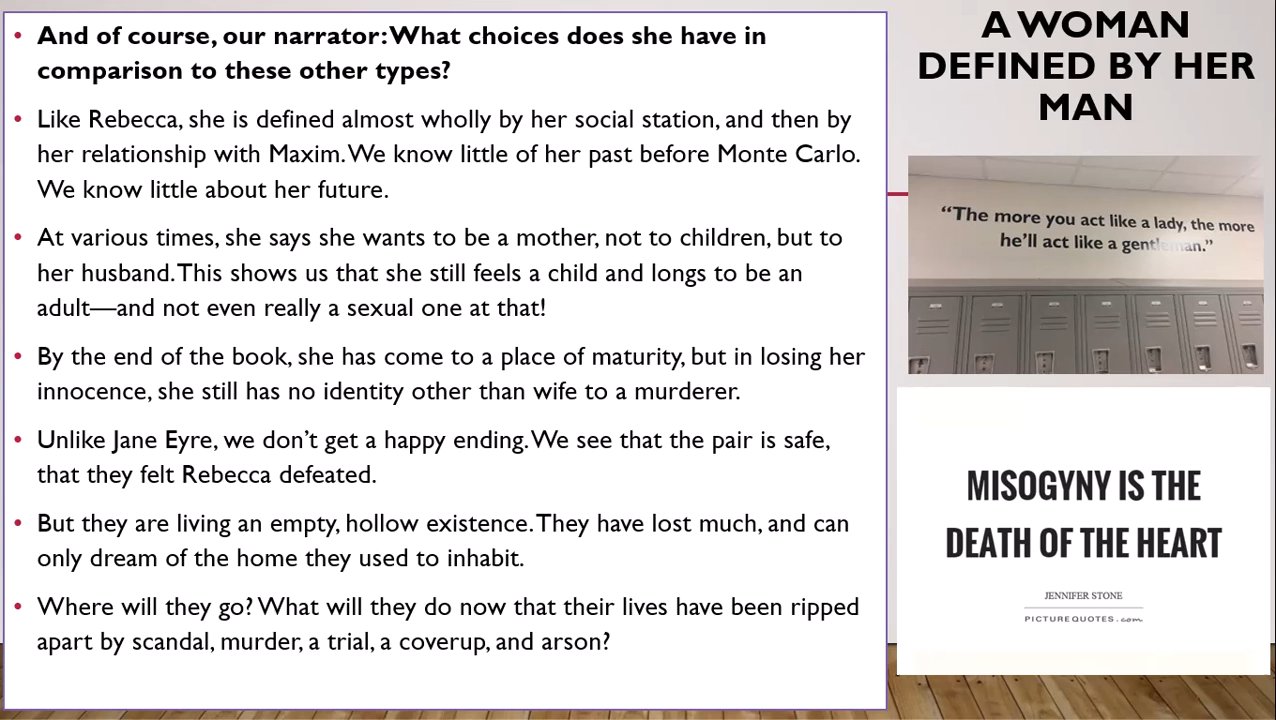 A WOMAN
DEFINED BY HER
MAN
• And of course, our narrator: What choices does she have in
comparison to these other types?
• Like Rebecca, she is defined almost wholly by her social station, and then by
her relationship with Maxim. We know little of her past before Monte Carlo.
We know little about her future.
• At various times, she says she wants to be a mother, not to children, but to
her husband. This shows us that she still feels a child and longs to be an
adult—and not even really a sexual one at that!
• By the end of the book, she has come to a place of maturity, but in losing her
innocence, she still has no identity other than wife to a murderer.
• Unlike Jane Eyre, we don't get a happy ending. We see that the pair is safe,
that they felt Rebecca defeated.
• But they are living an empty, hollow existence. They have lost much, and can
only dream of the home they used to inhabit.
• Where will they go? What will they do now that their lives have been ripped
apart by scandal, murder, a trial, a coverup, and arson?
“The more you act like a lady, the more
he'll act like a gentleman.”
MISOGYNY IS THE
DEATH OF THE HEART
JENNIFER STONE
PICTUREQUOTES.com